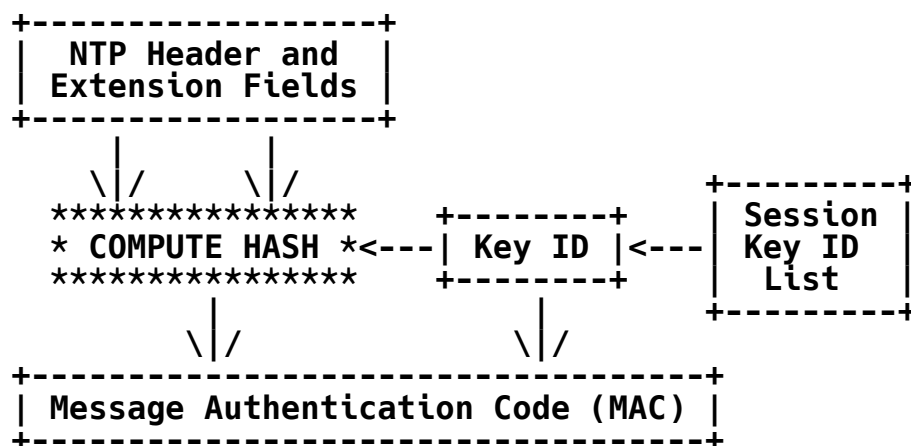 NTP Header and
Extension Fields
COMPUTE HASH
Key ID
Session
Key ID
List
Message Authentication Code (MAC)